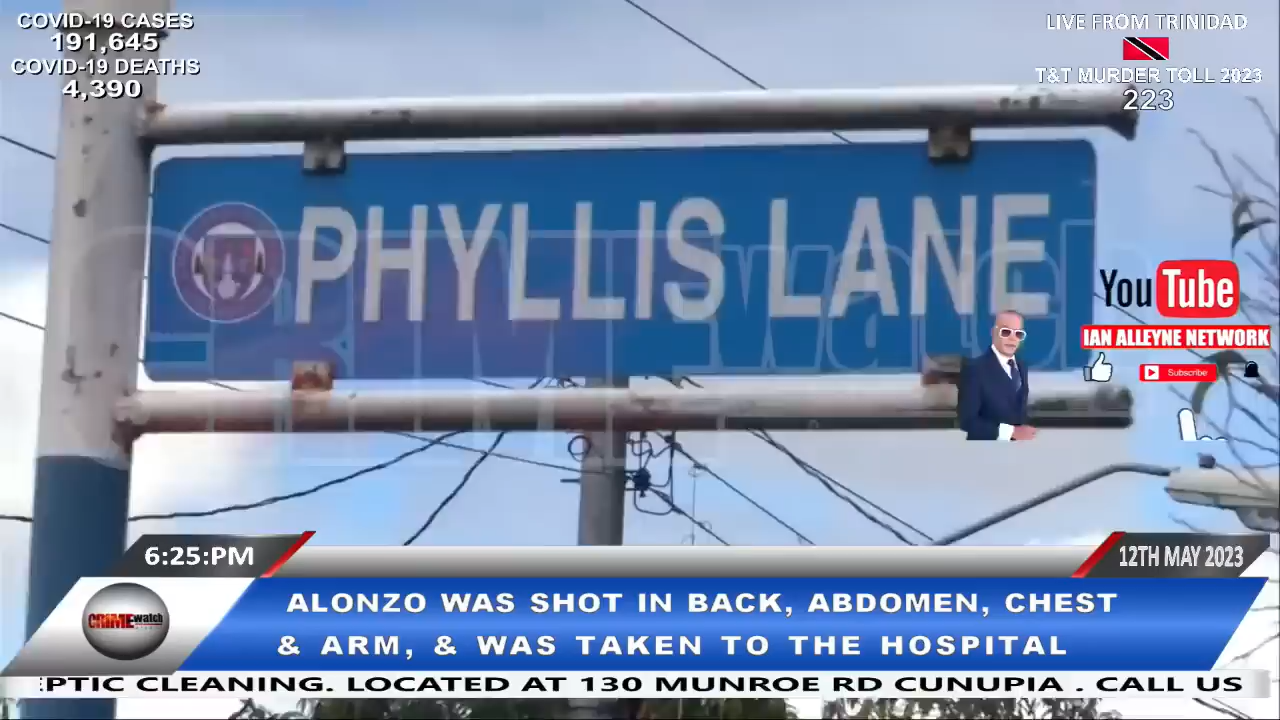 COVID-19 CASES
191,645
COVID-19 DEATHS
4,390
LIVE FROM TRINIDAD
T&T MURDER TOLL 2023
223
PHYLLIS LANE
CRIME watch
YouTube
IAN ALLEYNE NETWORK
Subscribe
6:25:PM
12TH MAY 2023
CRIMEwatch
ALONZO WAS SHOT IN BACK, ABDOMEN, CHEST
& ARM, & WAS TAKEN TO THE HOSPITAL
PTIC CLEANING. LOCATED AT 130 MUNROE RD CUNUPIA . CALL US